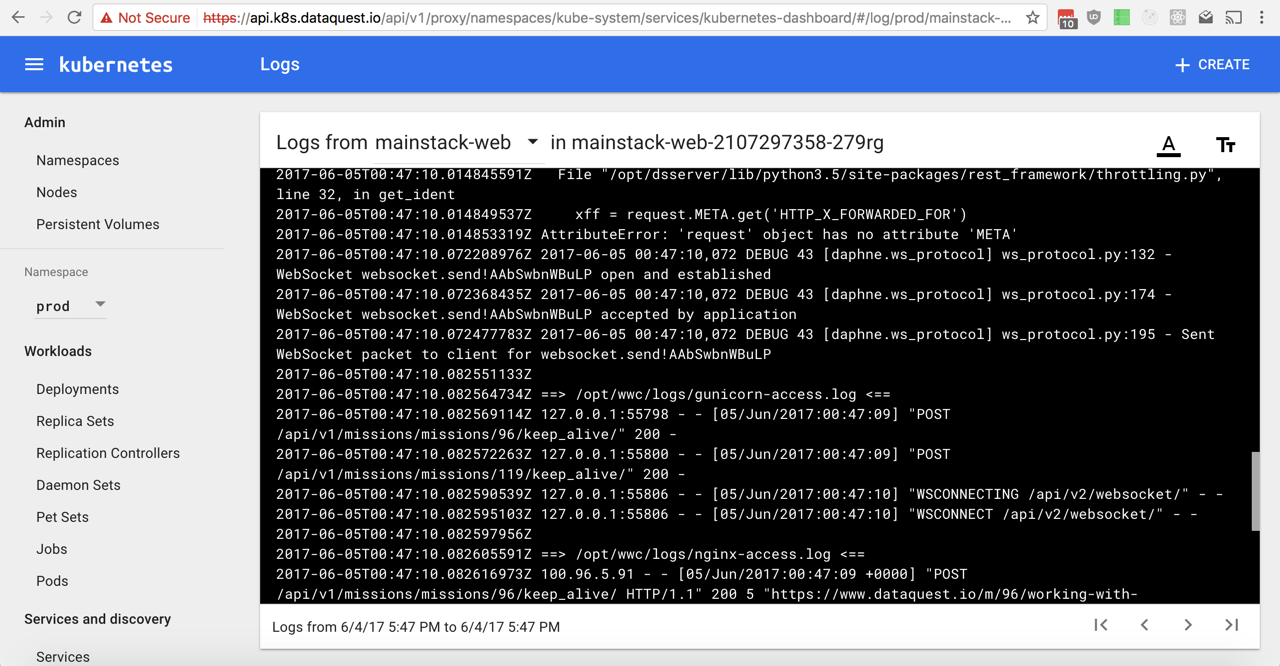 Not Secure https://api.k8s.dataquest.io/api/v1/proxy/namespaces/kube-system/services/kubernetes-dashboard/#/log/prod/mainstack-...
10
kubernetes
Logs
+ CREATE
Admin
Namespaces
Nodes
Persistent Volumes
Namespace
prod
Workloads
Deployments
Replica Sets
Replication Controllers
Daemon Sets
Pet Sets
Jobs
Pods
Services and discovery
Services
Logs from mainstack-web in mainstack-web-2107297358-279rg
2017-06-05T00:47:10.014845591Z   File "/opt/dsserver/lib/python3.5/site-packages/rest_framework/throttling.py",
line 32, in get_ident
2017-06-05T00:47:10.014849537Z     xff = request.META.get('HTTP_X_FORWARDED_FOR')
2017-06-05T00:47:10.014853319Z AttributeError: 'request' object has no attribute 'META'
2017-06-05T00:47:10.072208976Z 2017-06-05 00:47:10,072 DEBUG 43 [daphne.ws_protocol] ws_protocol.py:132 -
WebSocket websocket.send!AAbSwbnWBuLP open and established
2017-06-05T00:47:10.072368435Z 2017-06-05 00:47:10,072 DEBUG 43 [daphne.ws_protocol] ws_protocol.py:174 -
WebSocket websocket.send!AAbSwbnWBuLP accepted by application
2017-06-05T00:47:10.072477783Z 2017-06-05 00:47:10,072 DEBUG 43 [daphne.ws_protocol] ws_protocol.py:195 - Sent
WebSocket packet to client for websocket.send!AAbSwbnWBuLP
2017-06-05T00:47:10.082551133Z
2017-06-05T00:47:10.082564734Z ==> /opt/wwc/logs/gunicorn-access.log <==
2017-06-05T00:47:10.082569114Z 127.0.0.1:55798 - - [05/Jun/2017:00:47:09] "POST
/api/v1/missions/missions/96/keep_alive/" 200 -
2017-06-05T00:47:10.082572263Z 127.0.0.1:55800 - - [05/Jun/2017:00:47:09] "POST
/api/v1/missions/missions/119/keep_alive/" 200 -
2017-06-05T00:47:10.082590539Z 127.0.0.1:55806 - - [05/Jun/2017:00:47:10] "WSCONNECTING /api/v2/websocket/" - -
2017-06-05T00:47:10.082595103Z 127.0.0.1:55806 - - [05/Jun/2017:00:47:10] "WSCONNECT /api/v2/websocket/" - -
2017-06-05T00:47:10.082597956Z
2017-06-05T00:47:10.082605591Z ==> /opt/wwc/logs/nginx-access.log <==
2017-06-05T00:47:10.082616973Z 100.96.5.91 - - [05/Jun/2017:00:47:09 +0000] "POST
/api/v1/missions/missions/96/keep_alive/ HTTP/1.1" 200 5 "https://www.dataquest.io/m/96/working-with-
Logs from 6/4/17 5:47 PM to 6/4/17 5:47 PM